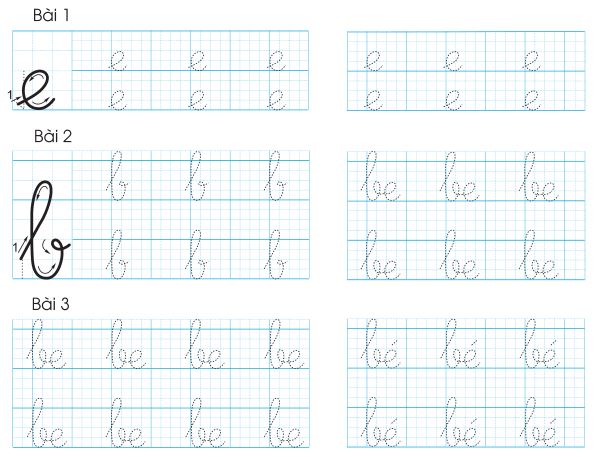 Bài 1
e e e e e e e
1 e e e e e e
Bài 2
b b b be be be
1 b b b b be be be
Bài 3
be be be be bé bé bé
be be be be bé bé bé